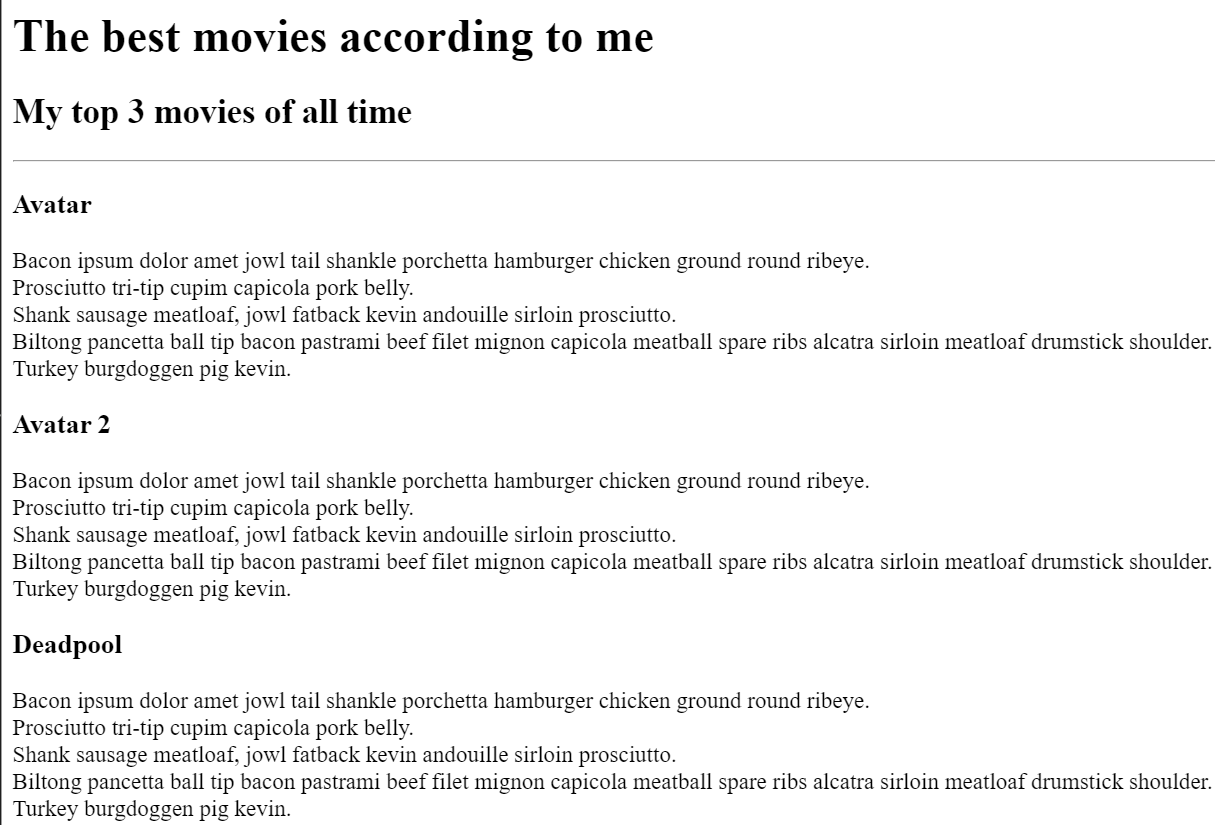 The best movies according to me
My top 3 movies of all time
Avatar
Bacon ipsum dolor amet jowl tail shankle porchetta hamburger chicken ground round ribeye.
Prosciutto tri-tip cupim capicola pork belly.
Shank sausage meatloaf, jowl fatback kevin andouille sirloin prosciutto.
Biltong pancetta ball tip bacon pastrami beef filet mignon capicola meatball spare ribs alcatra sirloin meatloaf drumstick shoulder.
Turkey burgdoggen pig kevin.
Avatar 2
Bacon ipsum dolor amet jowl tail shankle porchetta hamburger chicken ground round ribeye.
Prosciutto tri-tip cupim capicola pork belly.
Shank sausage meatloaf, jowl fatback kevin andouille sirloin prosciutto.
Biltong pancetta ball tip bacon pastrami beef filet mignon capicola meatball spare ribs alcatra sirloin meatloaf drumstick shoulder.
Turkey burgdoggen pig kevin.
Deadpool
Bacon ipsum dolor amet jowl tail shankle porchetta hamburger chicken ground round ribeye.
Prosciutto tri-tip cupim capicola pork belly.
Shank sausage meatloaf, jowl fatback kevin andouille sirloin prosciutto.
Biltong pancetta ball tip bacon pastrami beef filet mignon capicola meatball spare ribs alcatra sirloin meatloaf drumstick shoulder.
Turkey burgdoggen pig kevin.